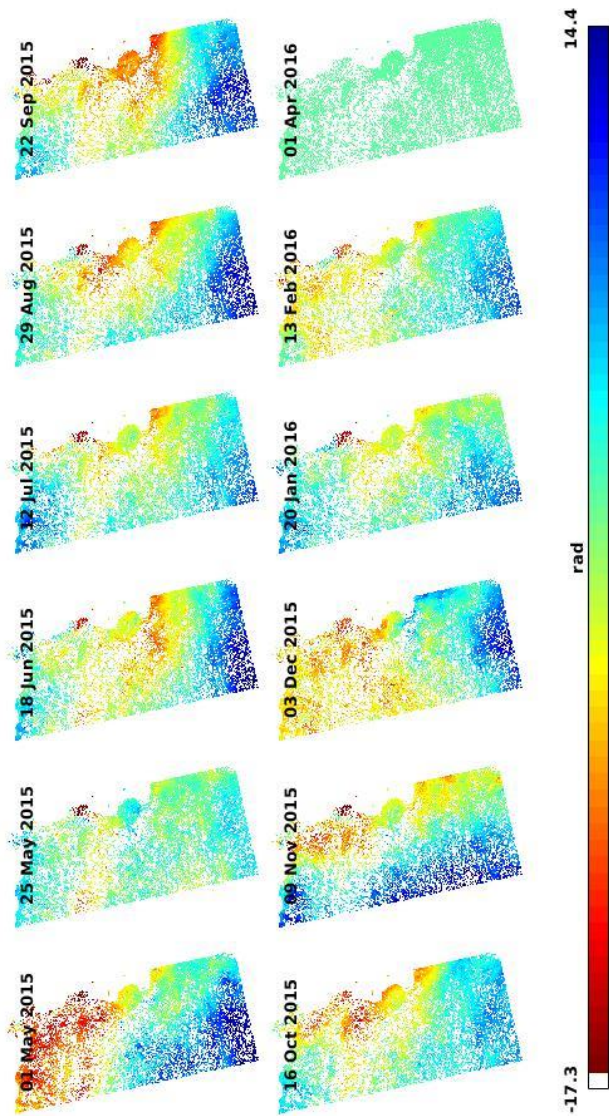 01 May 2015
25 May 2015
18 Jun 2015
12 Jul 2015
29 Aug 2015
22 Sep 2015
16 Oct 2015
09 Nov 2015
03 Dec 2015
20 Jan 2016
13 Feb 2016
01 Apr 2016
rad
-17.3
14.4